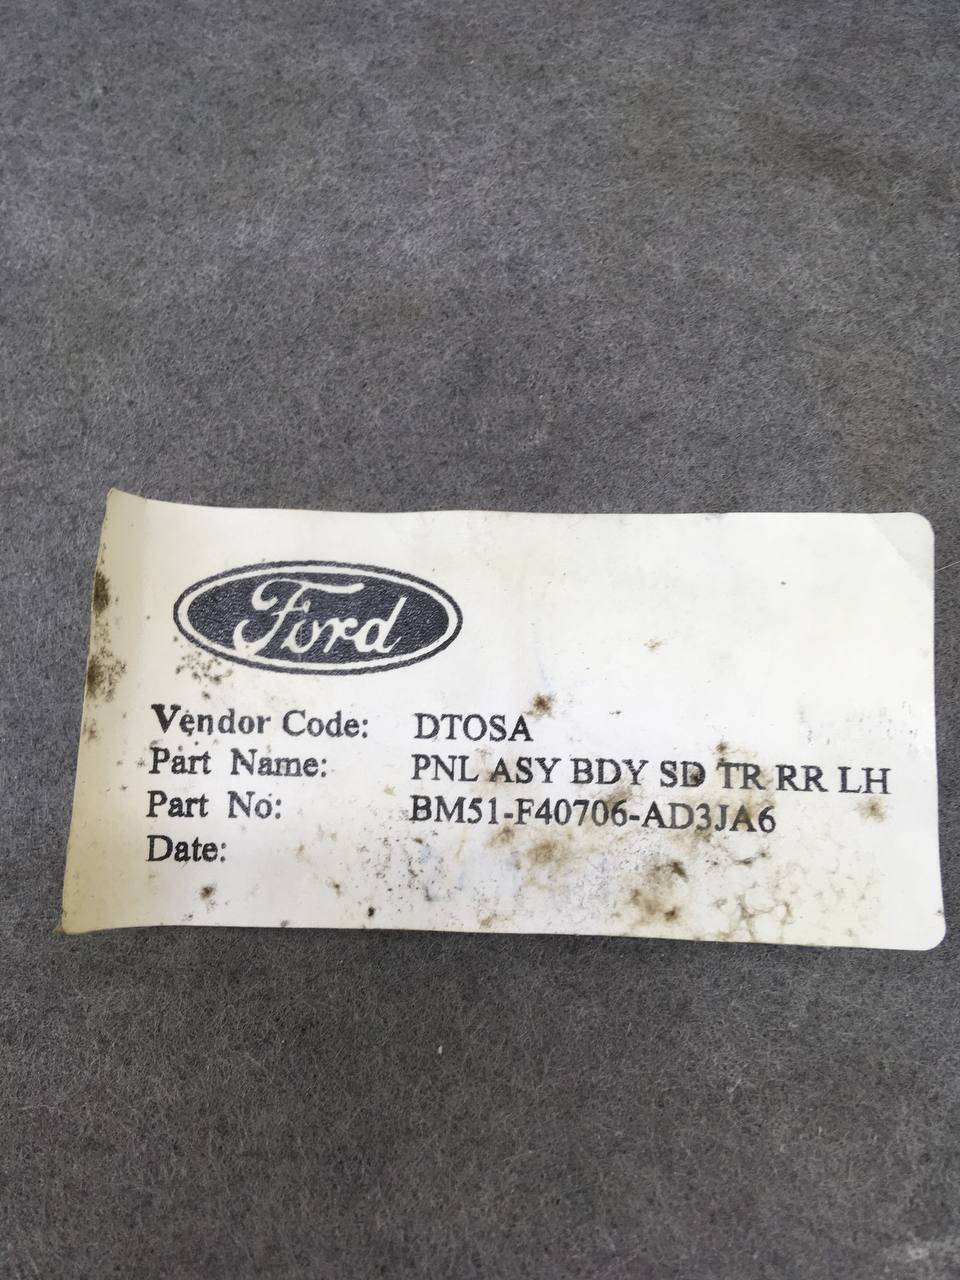 Ford
Vendor Code: DTOSA
Part Name: PNL ASY BDY SD TR RR LH
Part No: BM51-F40706-AD3JA6
Date: